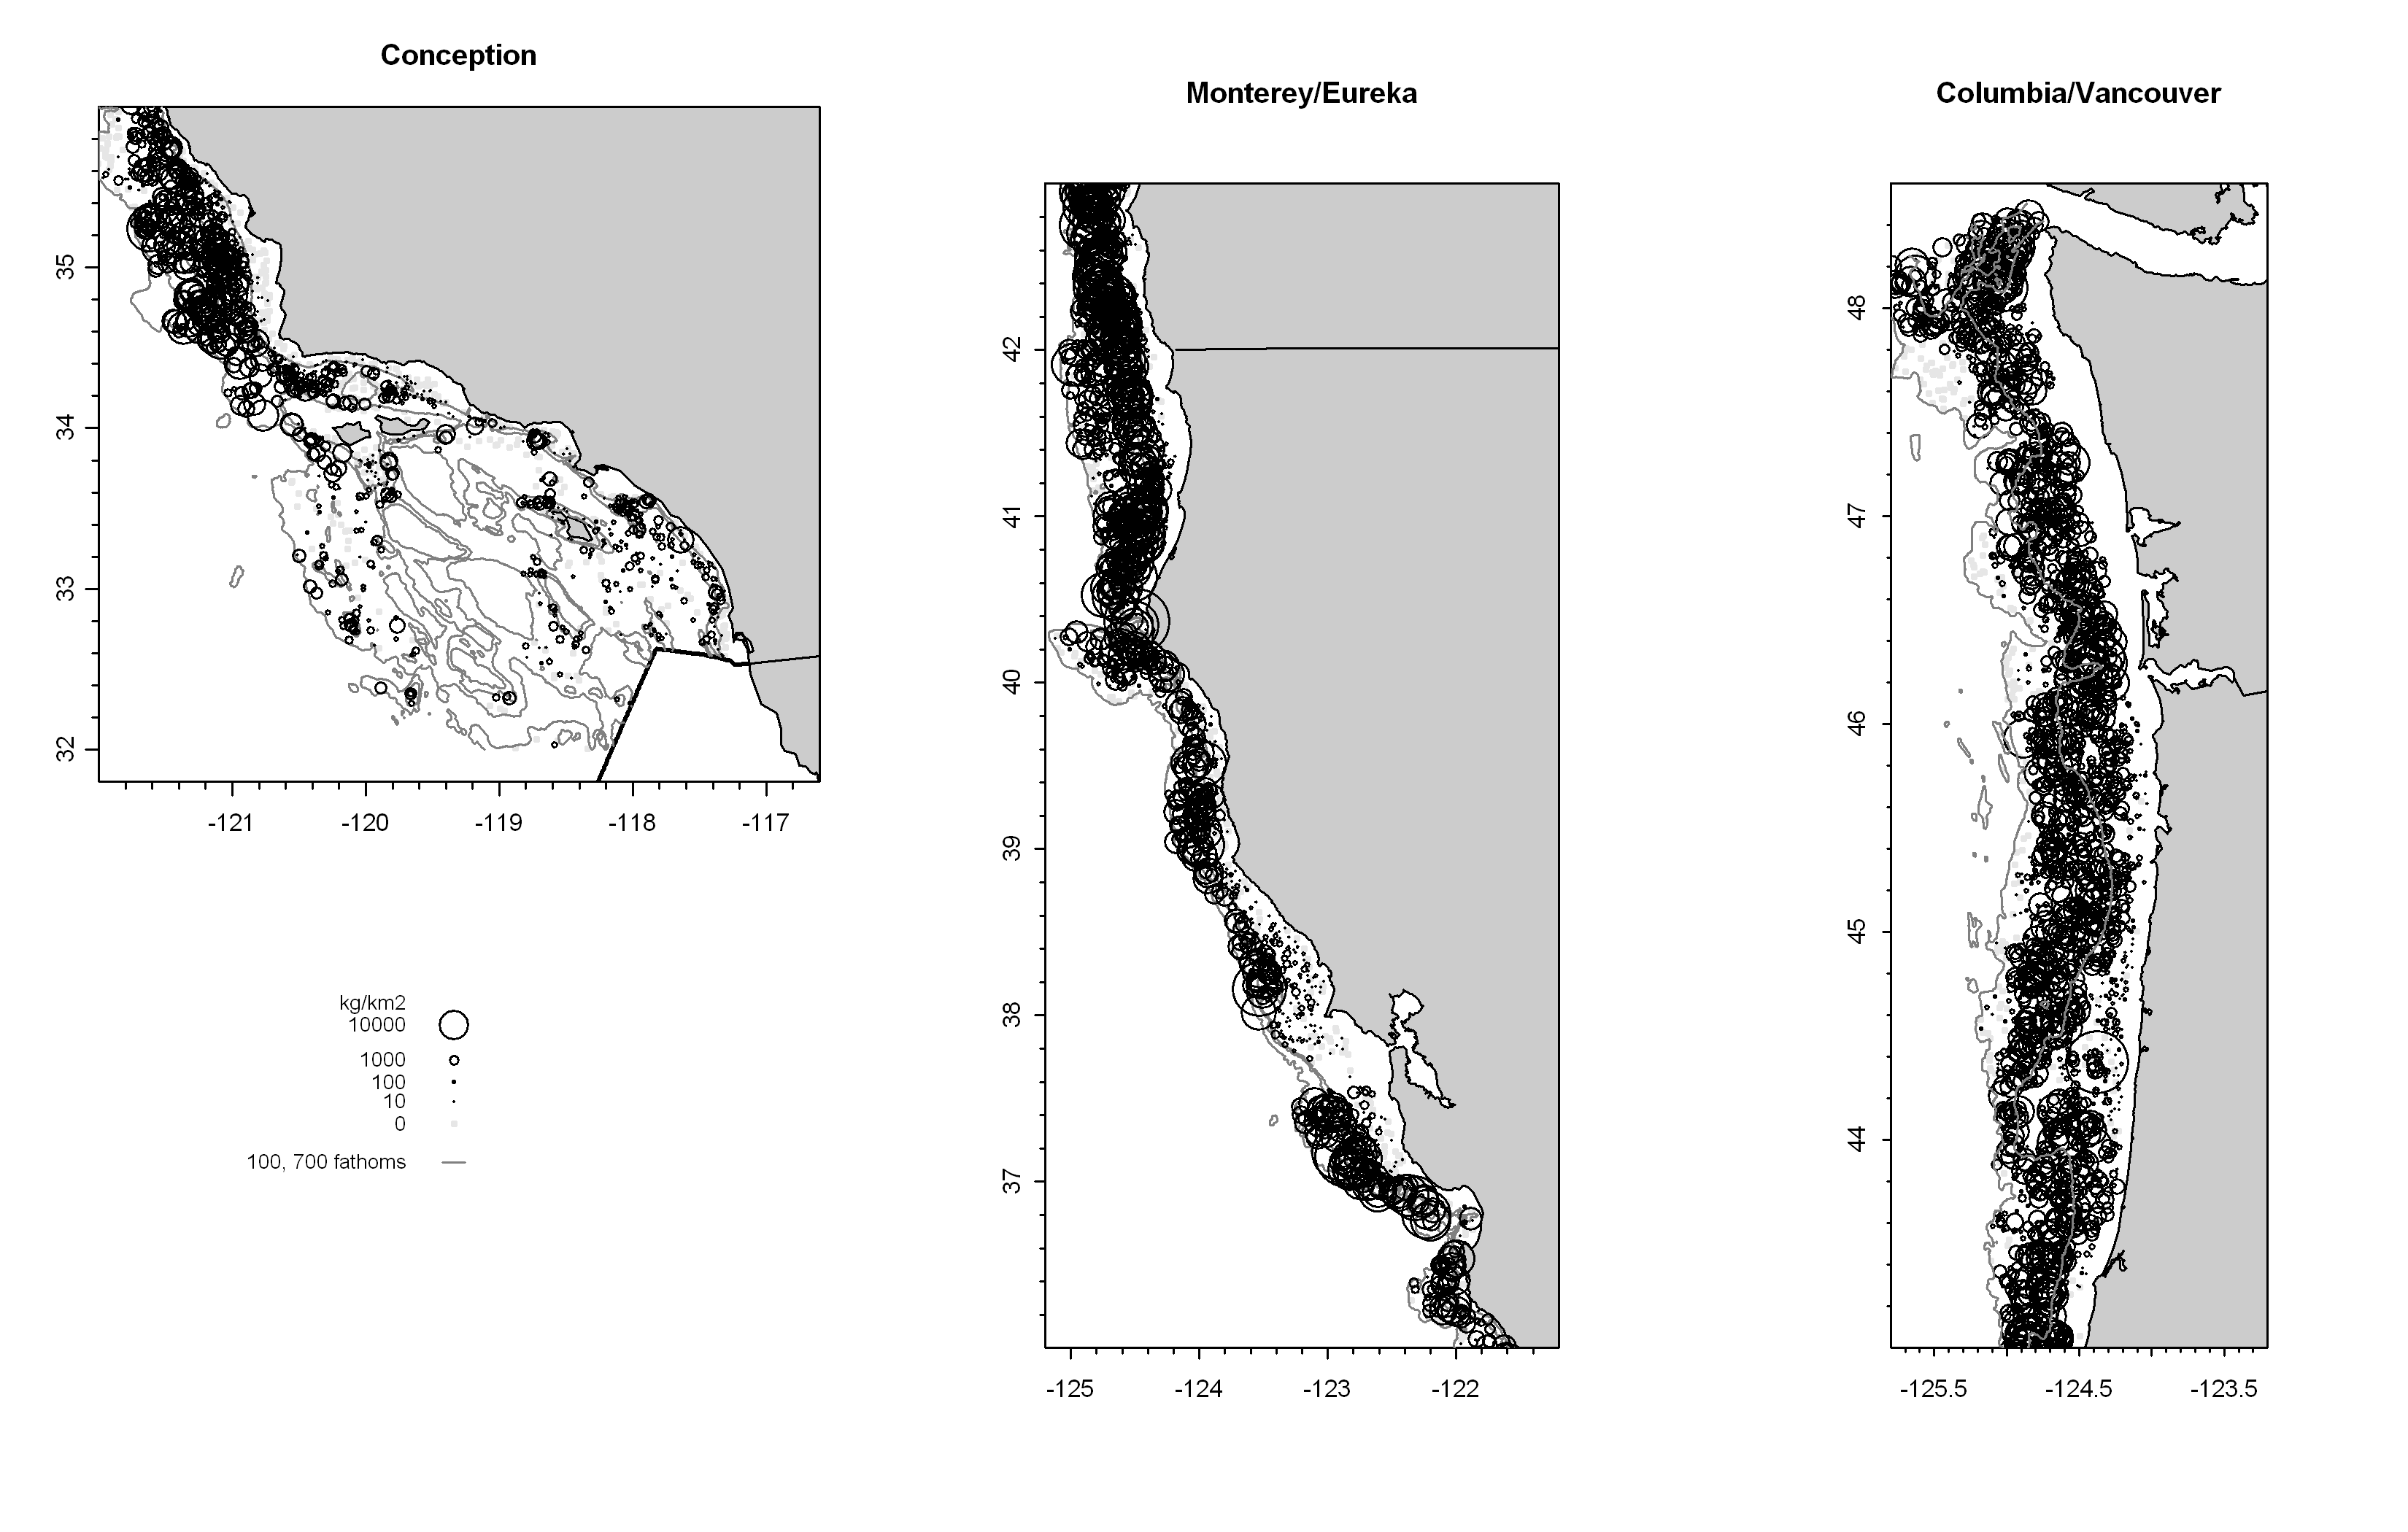 Conception
35
34
33
32
-121 -120 -119 -118 -117
kg/km2
10000
1000
100
10
0
100, 700 fathoms
Monterey/Eureka
42
41
40
39
38
37
-125 -124 -123 -122
Columbia/Vancouver
48
47
46
45
44
-125.5 -124.5 -123.5